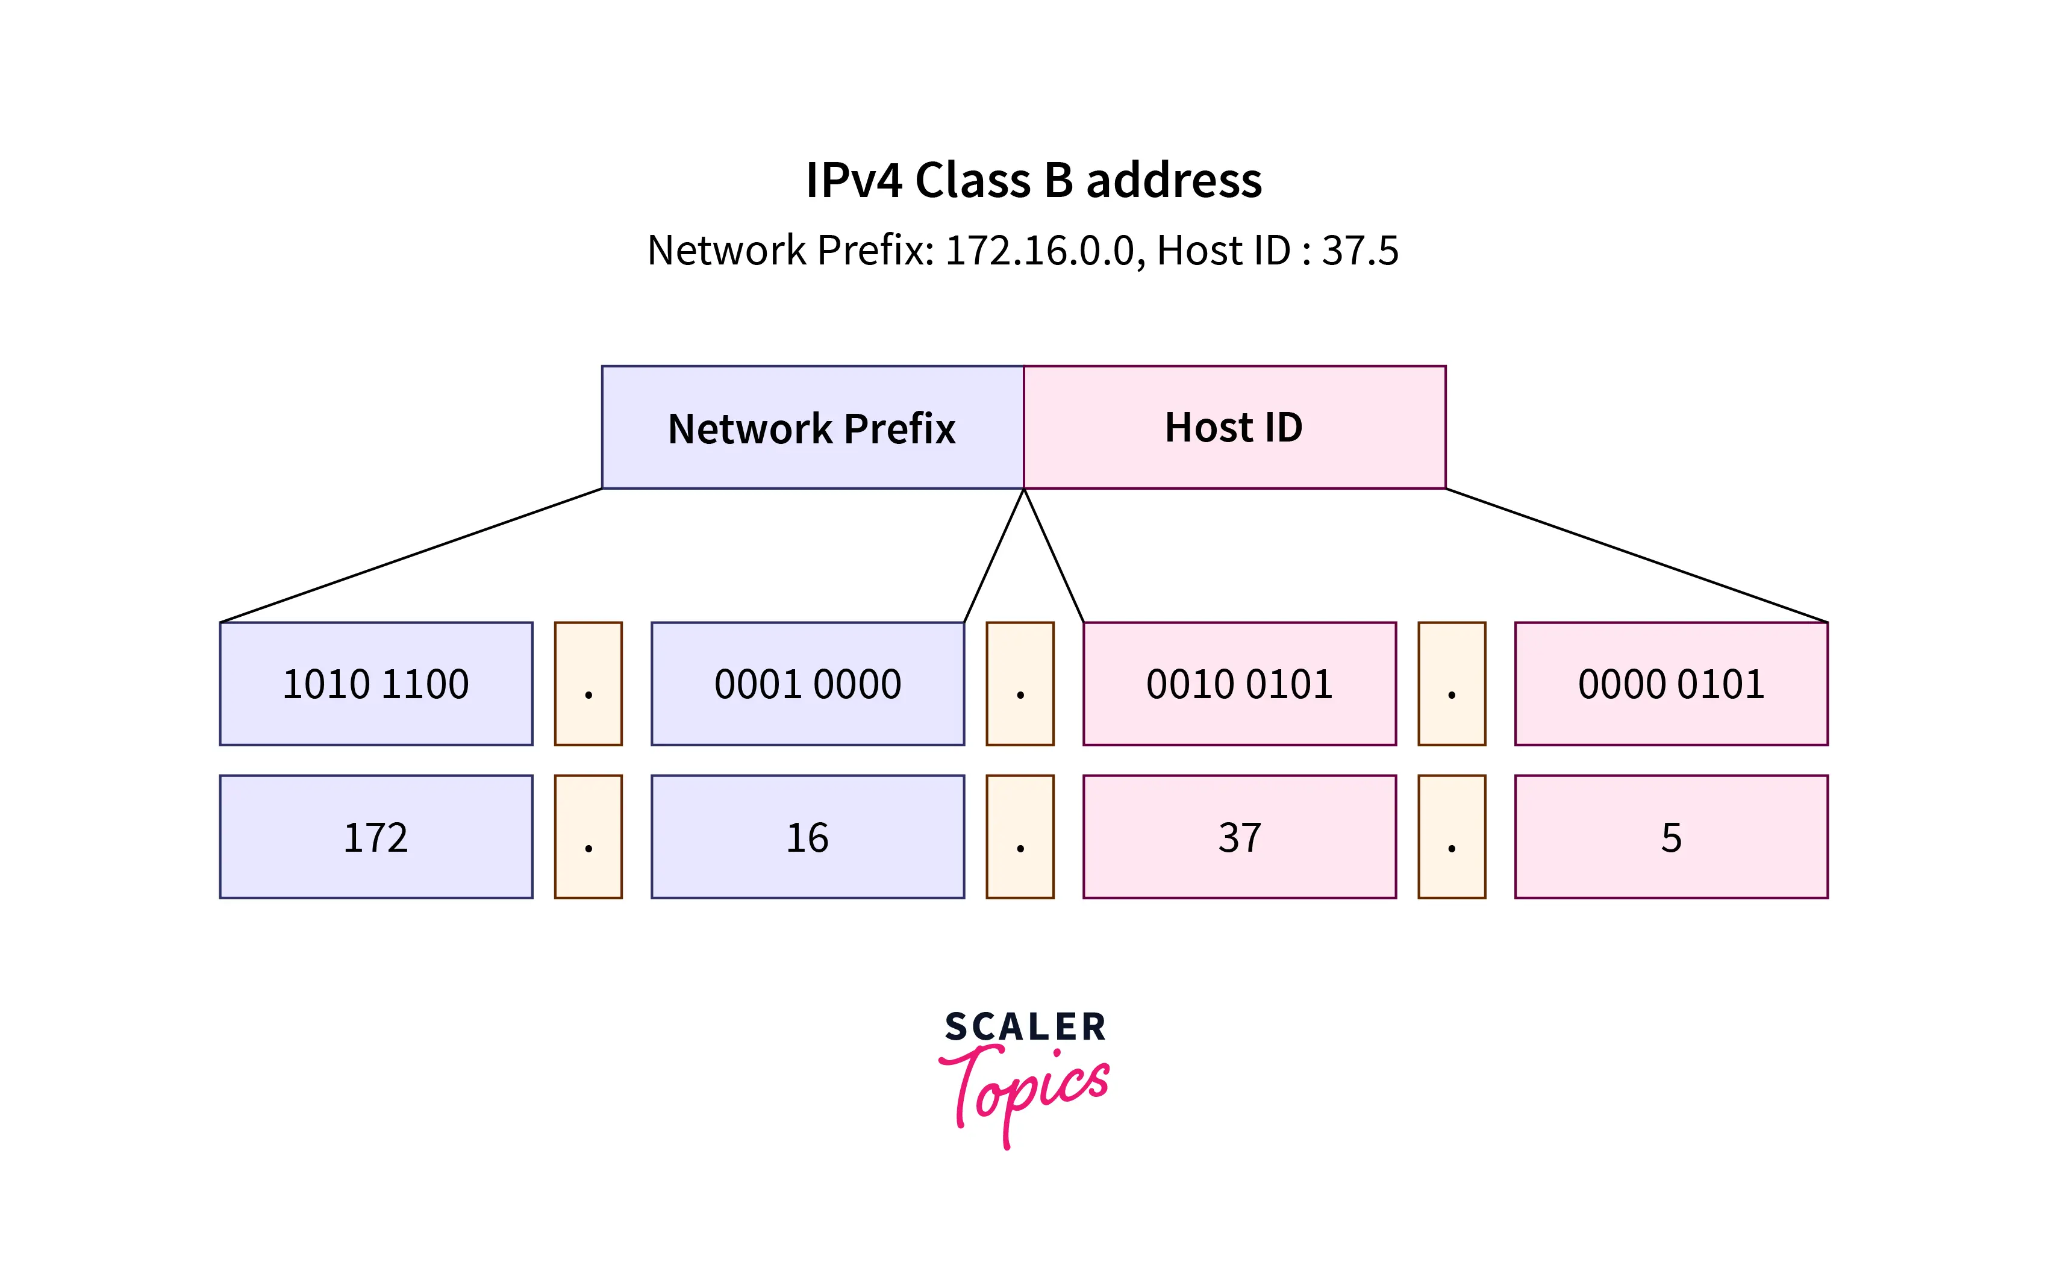 IPv4 Class B address
Network Prefix: 172.16.0.0, Host ID : 37.5
Network Prefix Host ID
1010 1100 . 0001 0000 . 0010 0101 . 0000 0101
172 . 16 . 37 . 5
SCALER
Topics